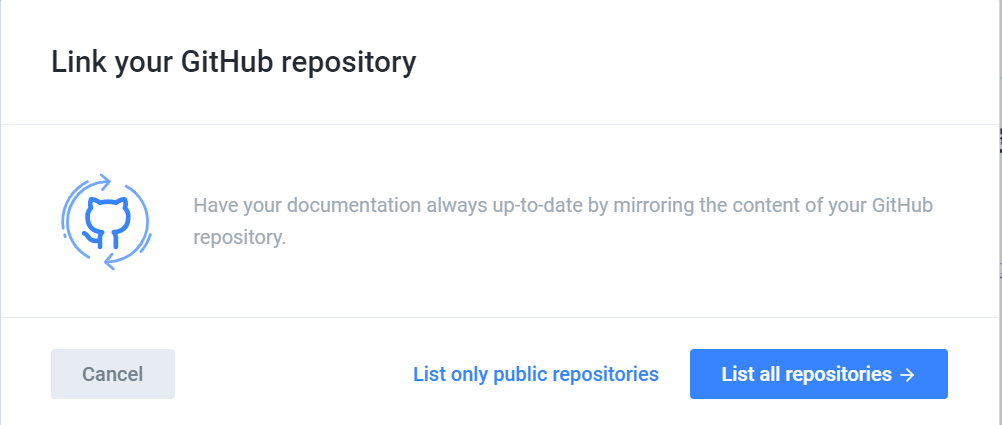 Link your GitHub repository
Have your documentation always up-to-date by mirroring the content of your GitHub
repository.
Cancel
List only public repositories
List all repositories →